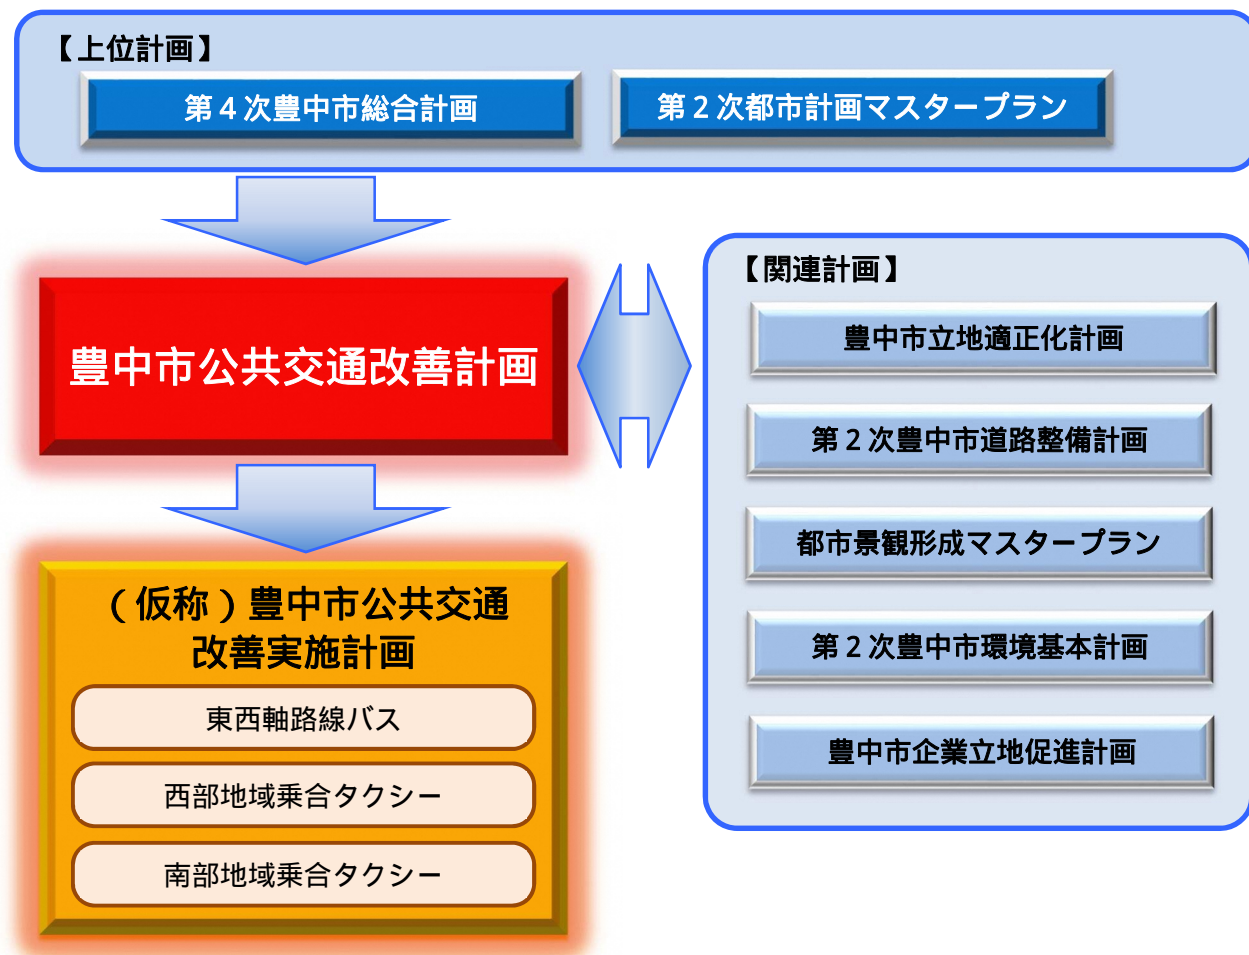 【上位計画】
第4次豊中市総合計画
第2次都市計画マスタープラン
豊中市公共交通改善計画
(仮称)豊中市公共交通
改善実施計画
東西軸路線バス
西部地域乗合タクシー
南部地域乗合タクシー
【関連計画】
豊中市立地適正化計画
第2次豊中市道路整備計画
都市景観形成マスタープラン
第2次豊中市環境基本計画
豊中市企業立地促進計画